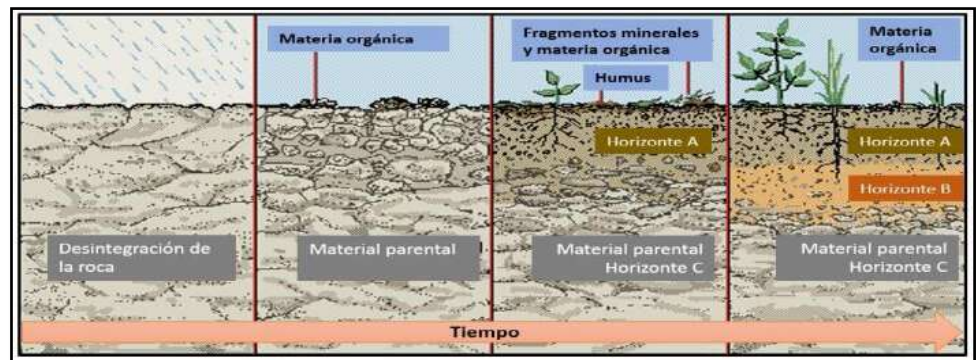 Desintegración de
la roca
Materia orgánica
Material parental
Fragmentos minerales
y materia orgánica
Humus
Horizonte A
Material parental
Horizonte C
Materia
orgánica
Horizonte A
Horizonte B
Material parental
Horizonte C
Tiempo